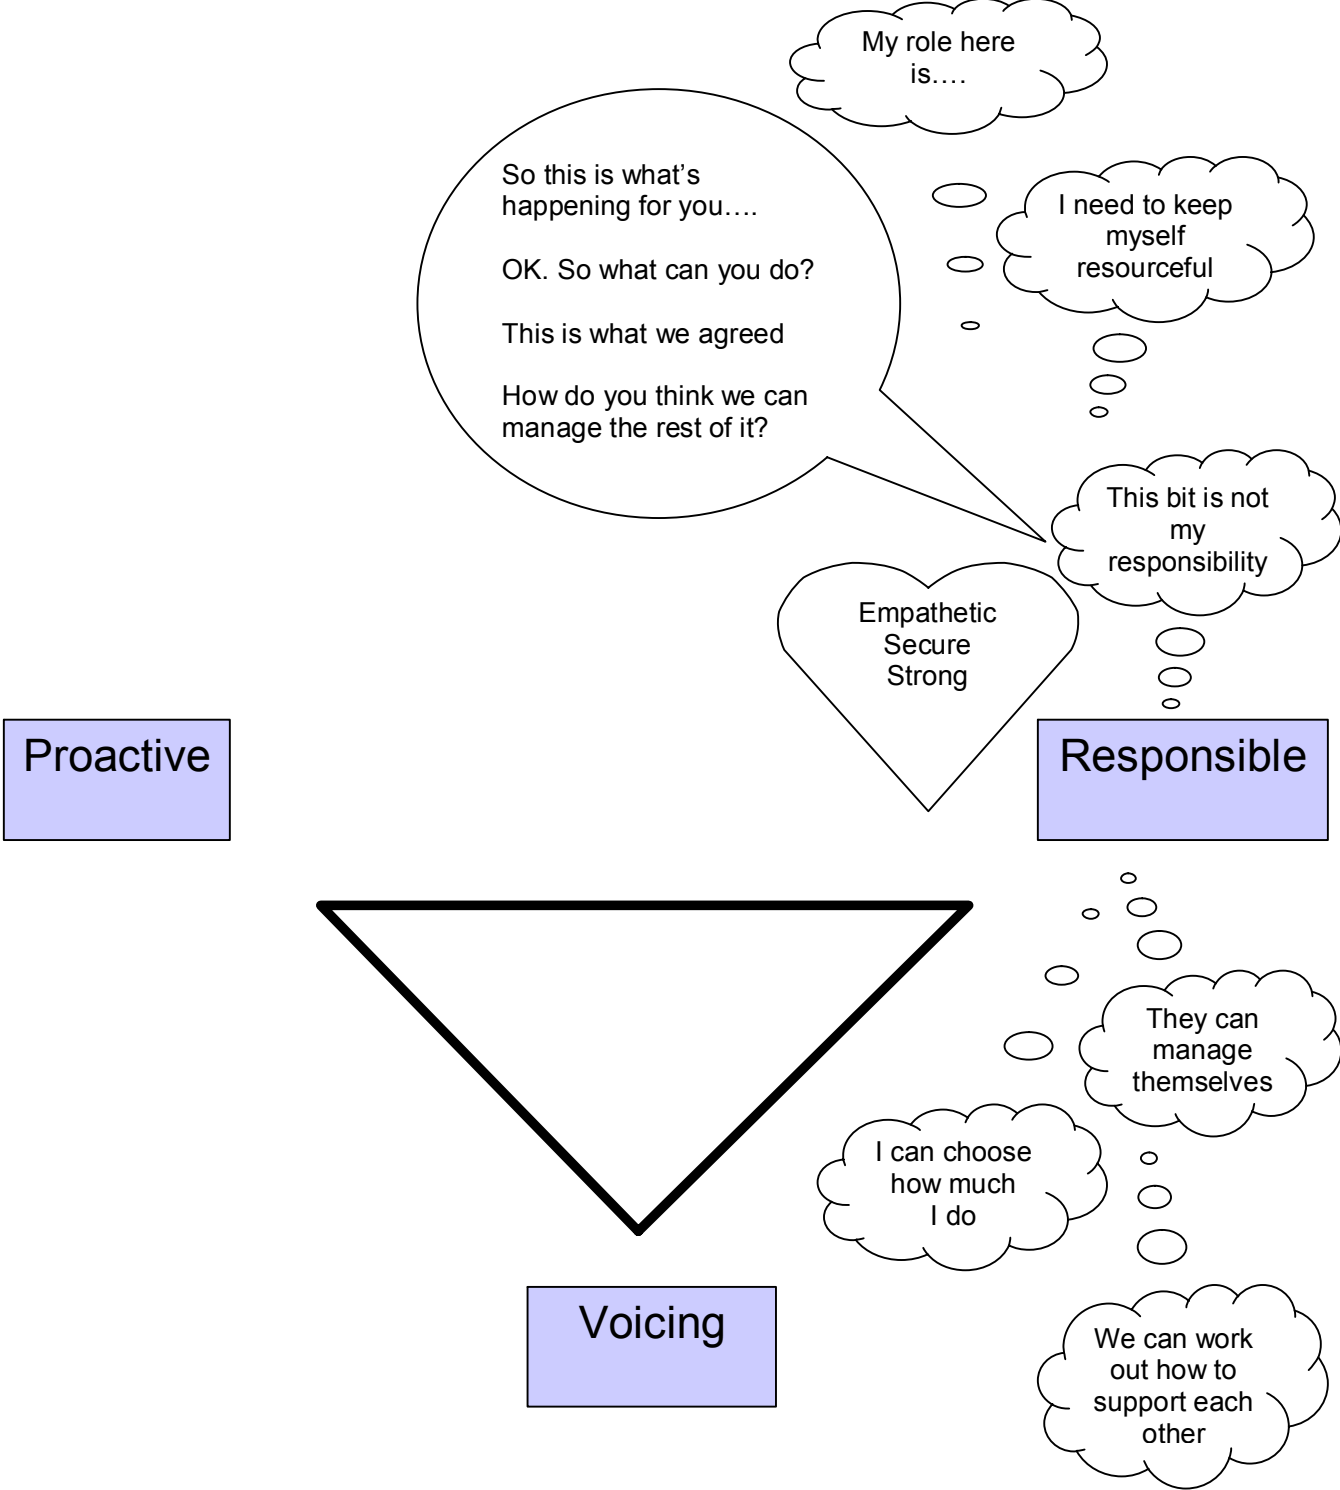 My role here
is….
So this is what's
happening for you….
OK. So what can you do?
This is what we agreed
How do you think we can
manage the rest of it?
I need to keep
myself
resourceful
This bit is not
my
responsibility
Empathetic
Secure
Strong
Proactive
Responsible
They can
manage
themselves
I can choose
how much
I do
Voicing
We can work
out how to
support each
other